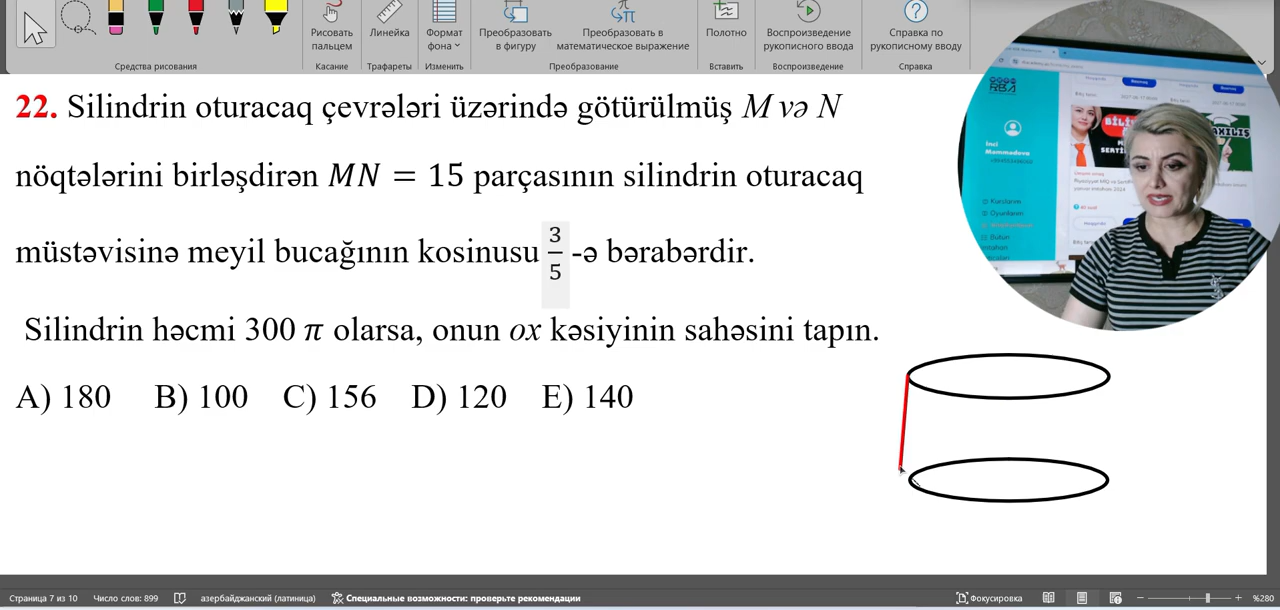 Рисовать пальцем
Линейка
Формат фона
Преобразовать в фигуру
Преобразовать в математическое выражение
Полотно
Воспроизведение рукописного ввода
Справка по рукописному вводу
Средства рисования
Касание
Трафареты
Изменить
Преобразование
Вставить
Воспроизведение
Справка
22. Silindrin oturacaq çevrələri üzərində götürülmüş M və N
nöqtələrini birləşdirən MN = 15 parçasının silindrin oturacaq
müstəvisinə meyil bucağının kosinusu 3/5 -ə bərabərdir.
Silindrin həcmi 300 π olarsa, onun ox kəsiyinin sahəsini tapın.
A) 180 B) 100 C) 156 D) 120 E) 140
RBA
İnci
Məmmədova
Страница 7 из 10
Число слов: 899
азербайджанский (латиница)
Специальные возможности: проверьте рекомендации
Фокусировка
%280